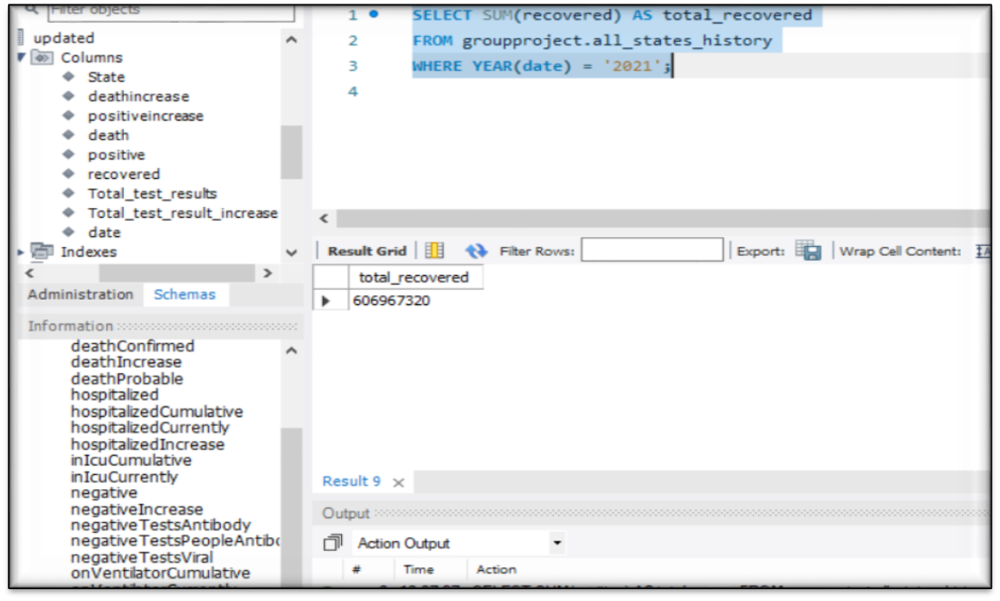 Filter objects
updated
Columns
State
deathincrease
positiveincrease
death
positive
recovered
Total_test_results
Total_test_result_increase
date
Indexes
Administration Schemas
Information
deathConfirmed
deathIncrease
deathProbable
hospitalized
hospitalizedCumulative
hospitalizedCurrently
hospitalizedIncrease
inIcuCumulative
inIcuCurrently
negative
negativeIncrease
negativeTestsAntibody
negativeTestsPeopleAntibo
negativeTestsViral
onVentilatorCumulative
1 SELECT SUM(recovered) AS total_recovered
2 FROM groupproject.all_states_history
3 WHERE YEAR(date) = '2021';
4
Result Grid Filter Rows: Export: Wrap Cell Content:
total_recovered
606967320
Result 9
Output
Action Output
# Time Action